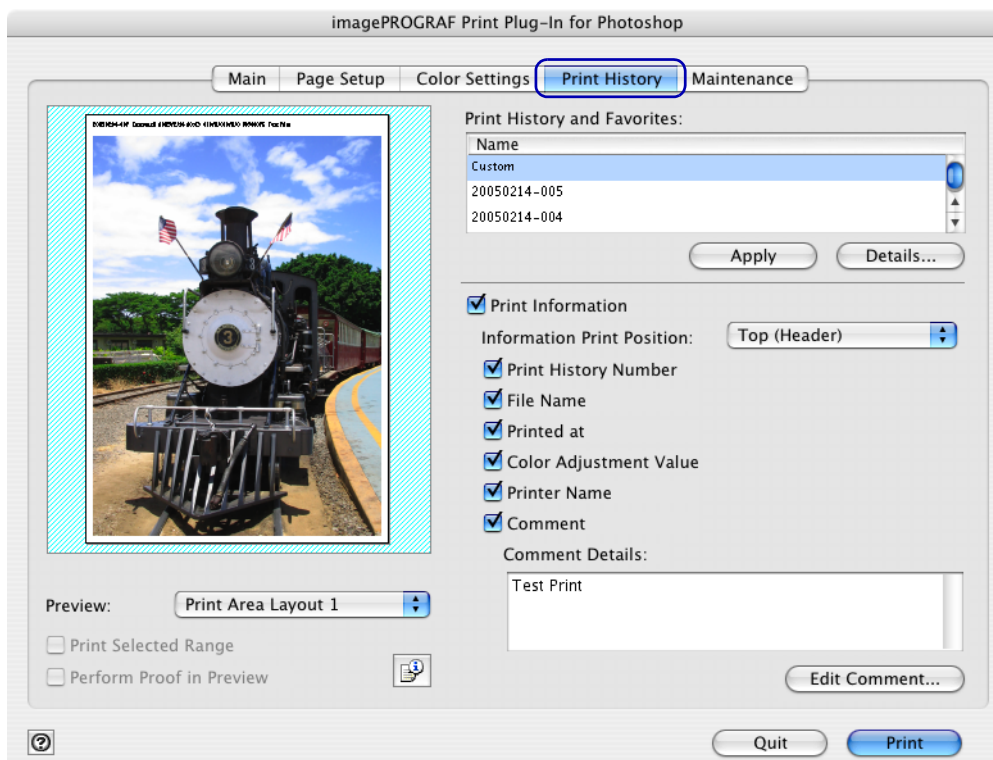 imagePROGRAF Print Plug-In for Photoshop
Main Page Setup Color Settings Print History Maintenance
Print History and Favorites:
Name
Custom
20050214-005
20050214-004
Apply Details...
Print Information
Information Print Position: Top (Header)
Print History Number
File Name
Printed at
Color Adjustment Value
Printer Name
Comment
Comment Details:
Test Print
Edit Comment...
3
Preview: Print Area Layout 1
Print Selected Range
Perform Proof in Preview
Quit Print